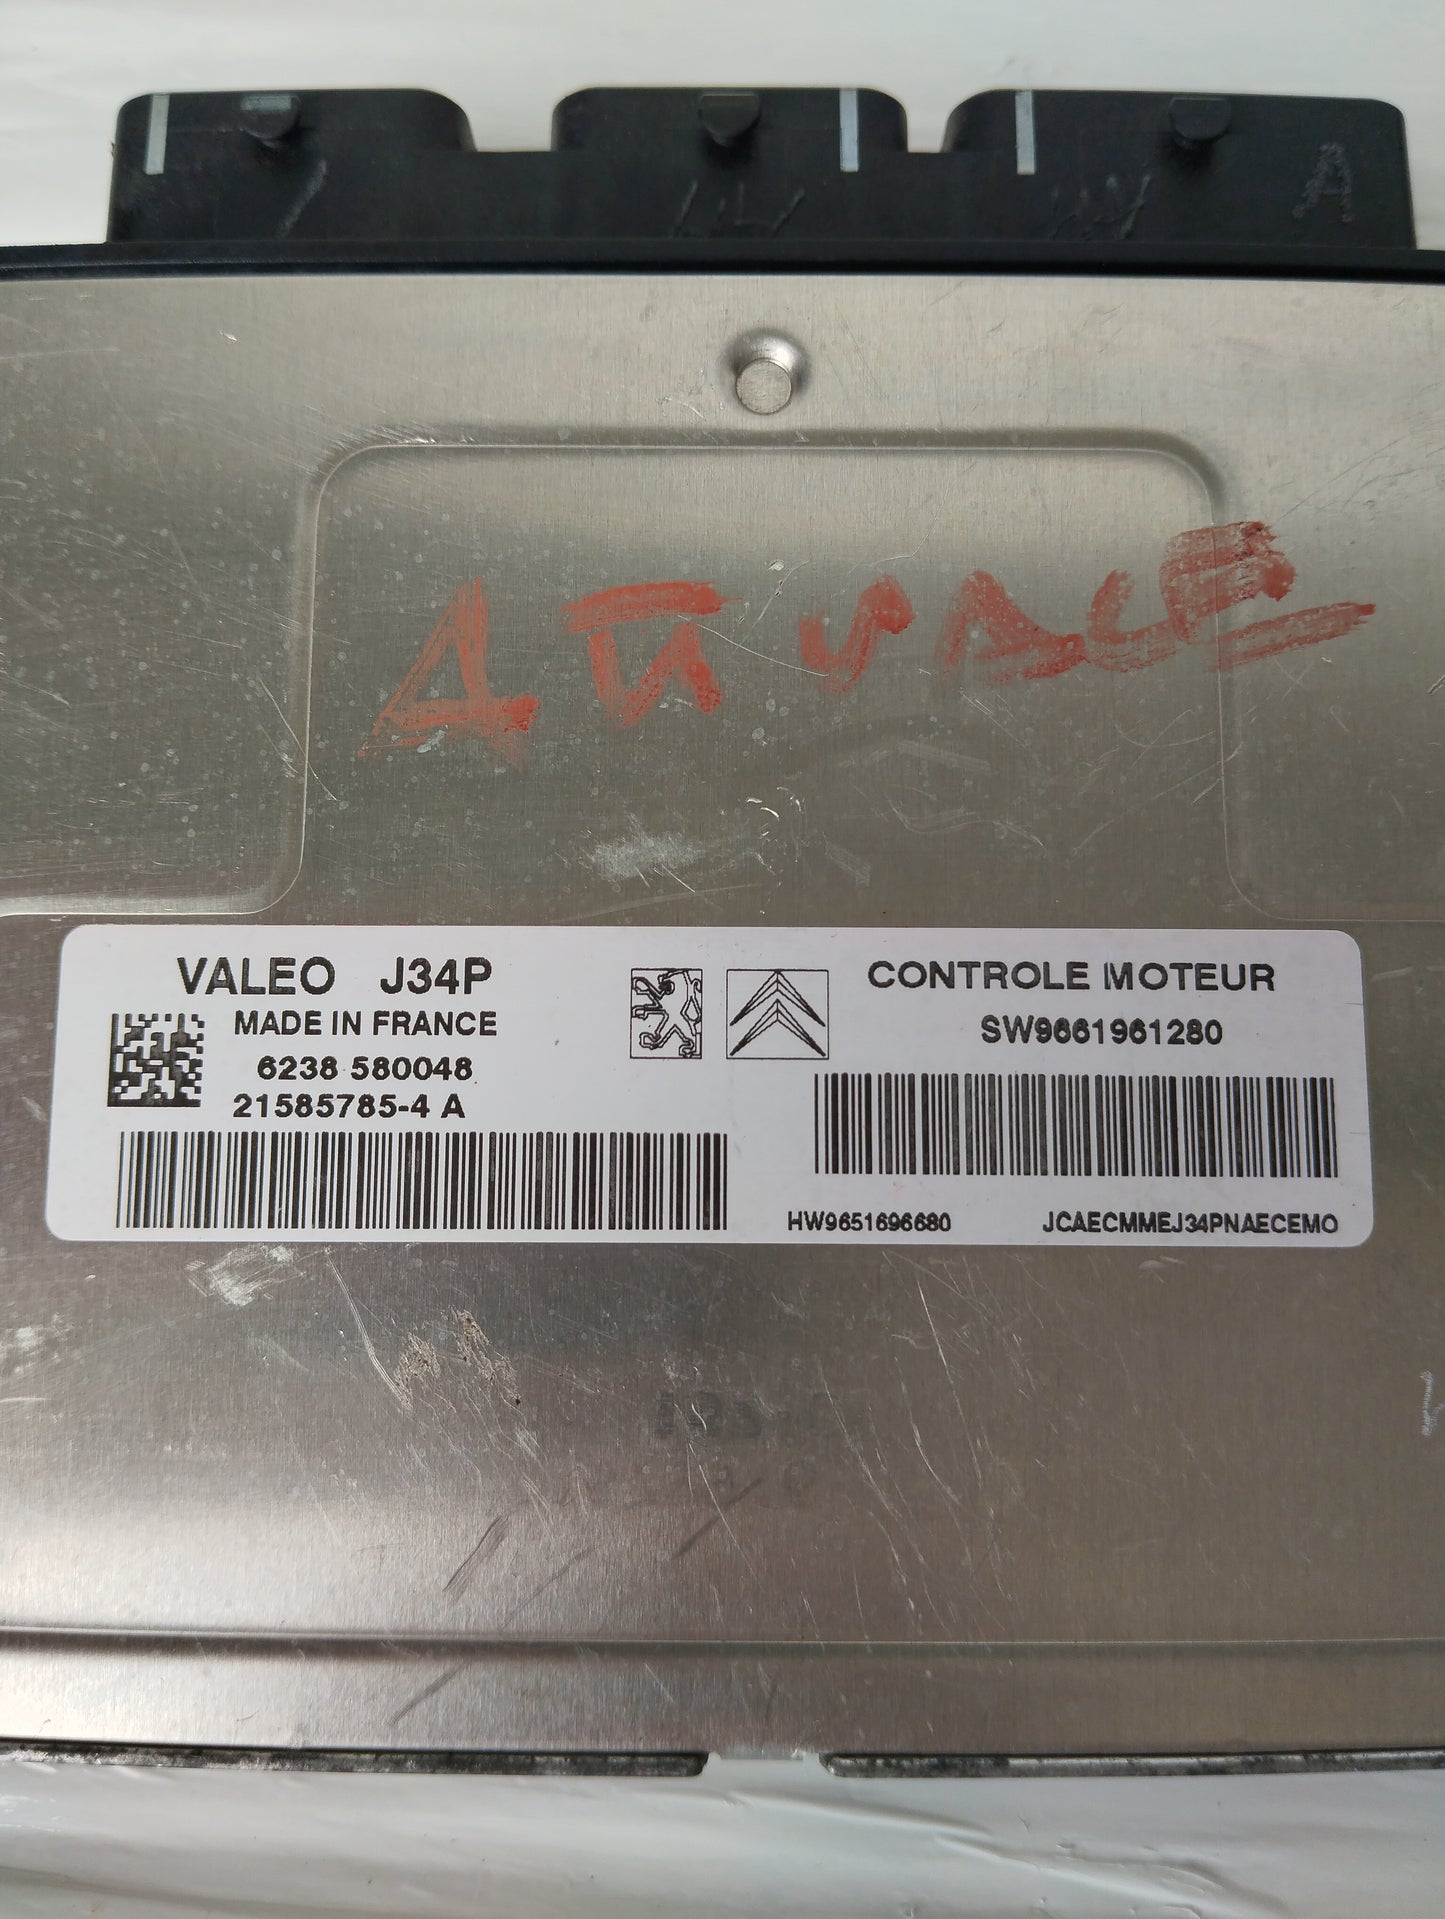 VALEO J34P
MADE IN FRANCE
6238 580048
21585785-4 A
CONTROLE MOTEUR
SW9661961280
HW9651696680 JCAECMMEJ34PNAECEMO